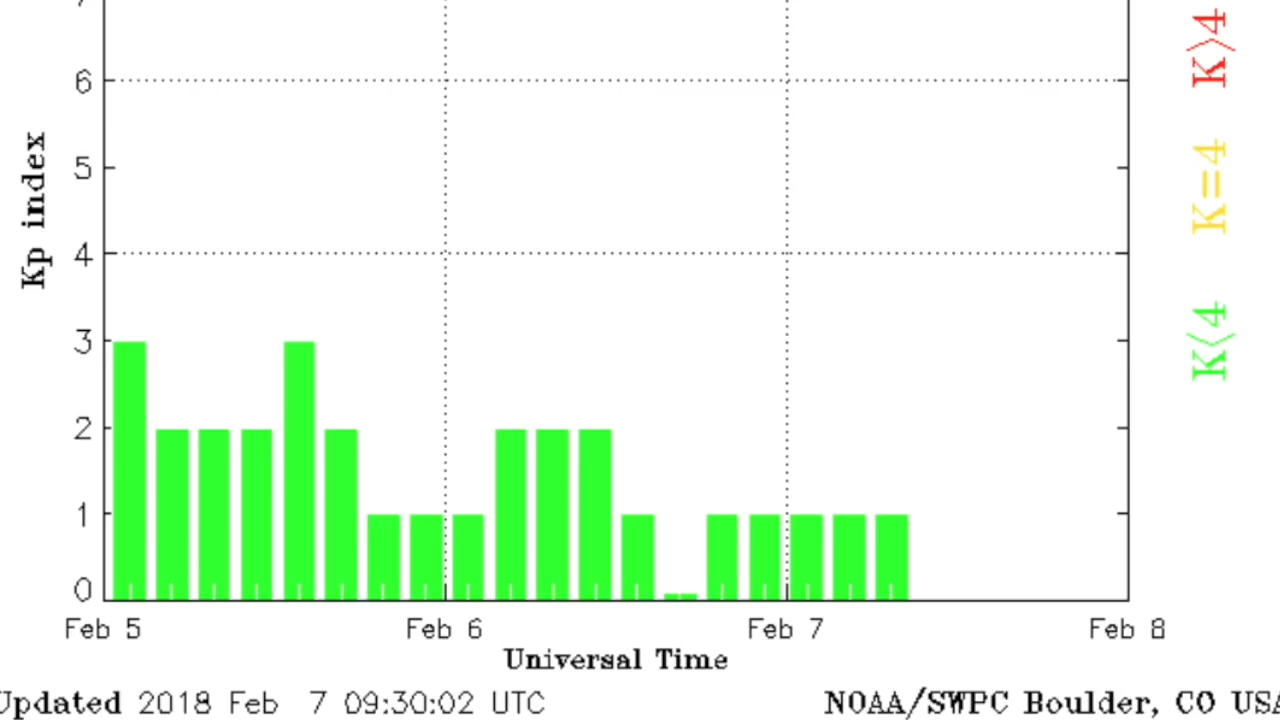 7
6
5
4
3
2
1
0
Kp index
K>4
K=4
K<4
Feb 5
Feb 6
Feb 7
Feb 8
Universal Time
Updated 2018 Feb 7 09:30:02 UTC
NOAA/SWPC Boulder, CO USA